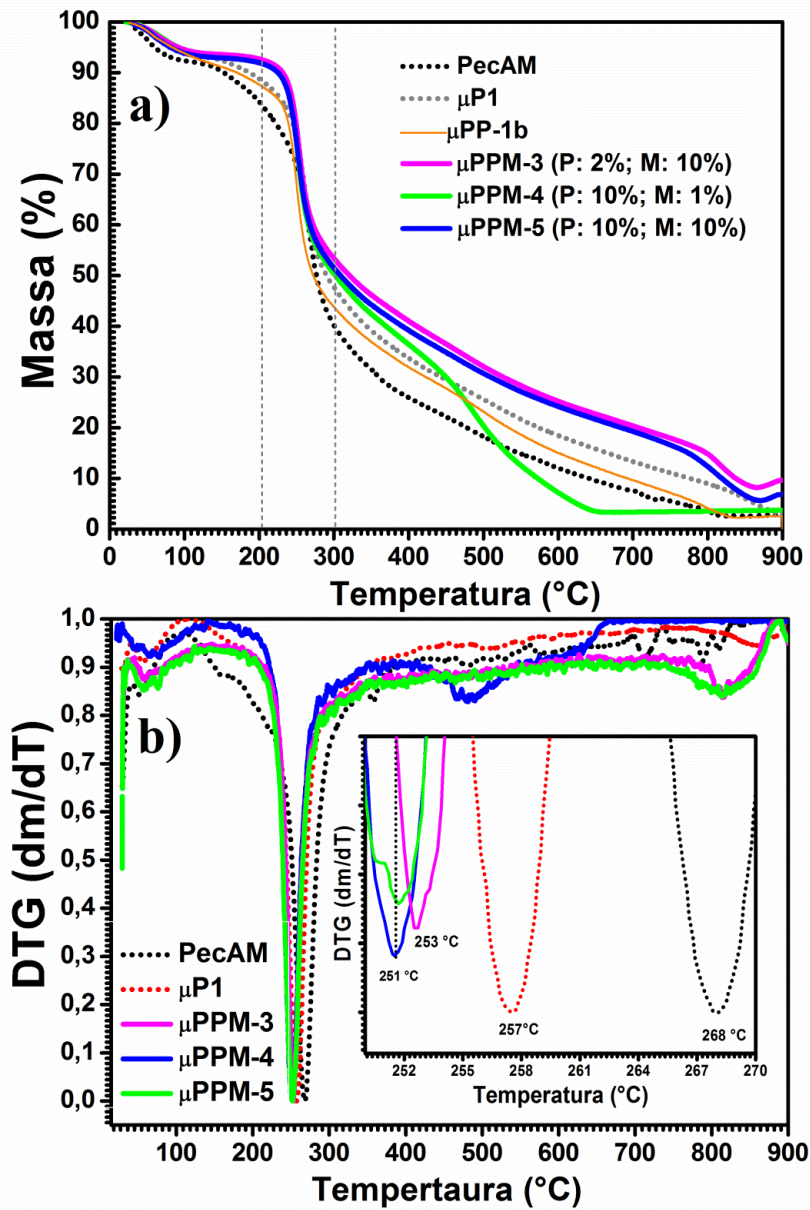 100
90
80
70
60
50
40
30
20
10
0
Massa (%)
a)
PecAM
μP1
μPP-1b
μPPM-3 (P: 2%; M: 10%)
μPPM-4 (P: 10%; M: 1%)
μPPM-5 (P: 10%; M: 10%)
0 100 200 300 400 500 600 700 800 900
Temperatura (°C)
1,0
0,9
0,8
0,7
0,6
0,5
0,4
0,3
0,2
0,1
0,0
DTG (dm/dT)
b)
PecAM
μP1
μPPM-3
μPPM-4
μPPM-5
DTG (dm/dT)
253 °C
251 °C
257°C
268 °C
252 255 258 261 264 267 270
Temperatura (°C)
100 200 300 400 500 600 700 800 900
Tempertaura (°C)